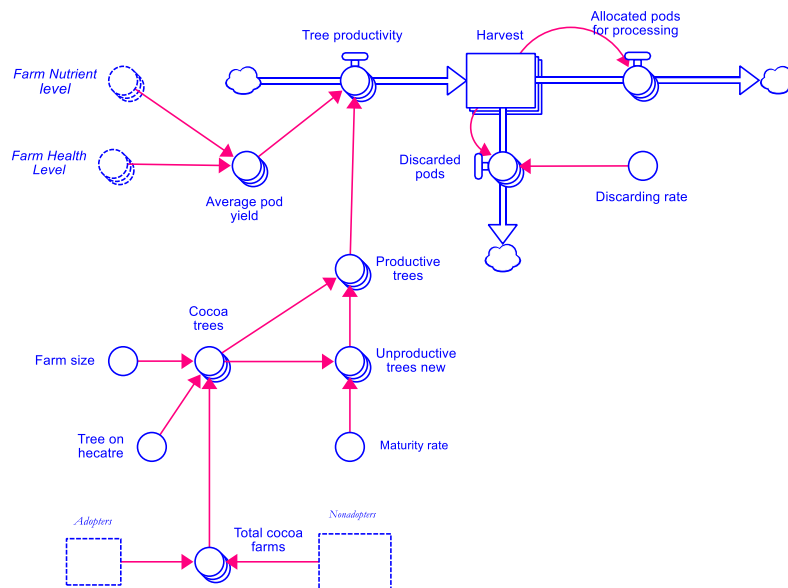 Tree productivity
Harvest
Allocated pods
for processing
Farm Nutrient
level
Farm Health
Level
Average pod
yield
Discarded
pods
Discarding rate
Productive
trees
Cocoa
trees
Farm size
Unproductive
trees new
Tree on
hecatre
Maturity rate
Adopters
Total cocoa
farms
Nonadopters